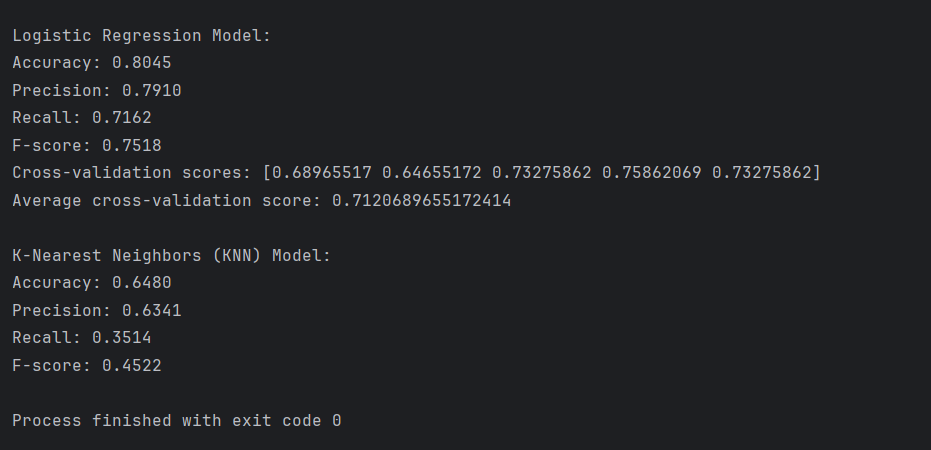 Logistic Regression Model:
Accuracy: 0.8045
Precision: 0.7910
Recall: 0.7162
F-score: 0.7518
Cross-validation scores: [0.68965517 0.64655172 0.73275862 0.75862069 0.73275862]
Average cross-validation score: 0.7120689655172414
K-Nearest Neighbors (KNN) Model:
Accuracy: 0.6480
Precision: 0.6341
Recall: 0.3514
F-score: 0.4522
Process finished with exit code 0